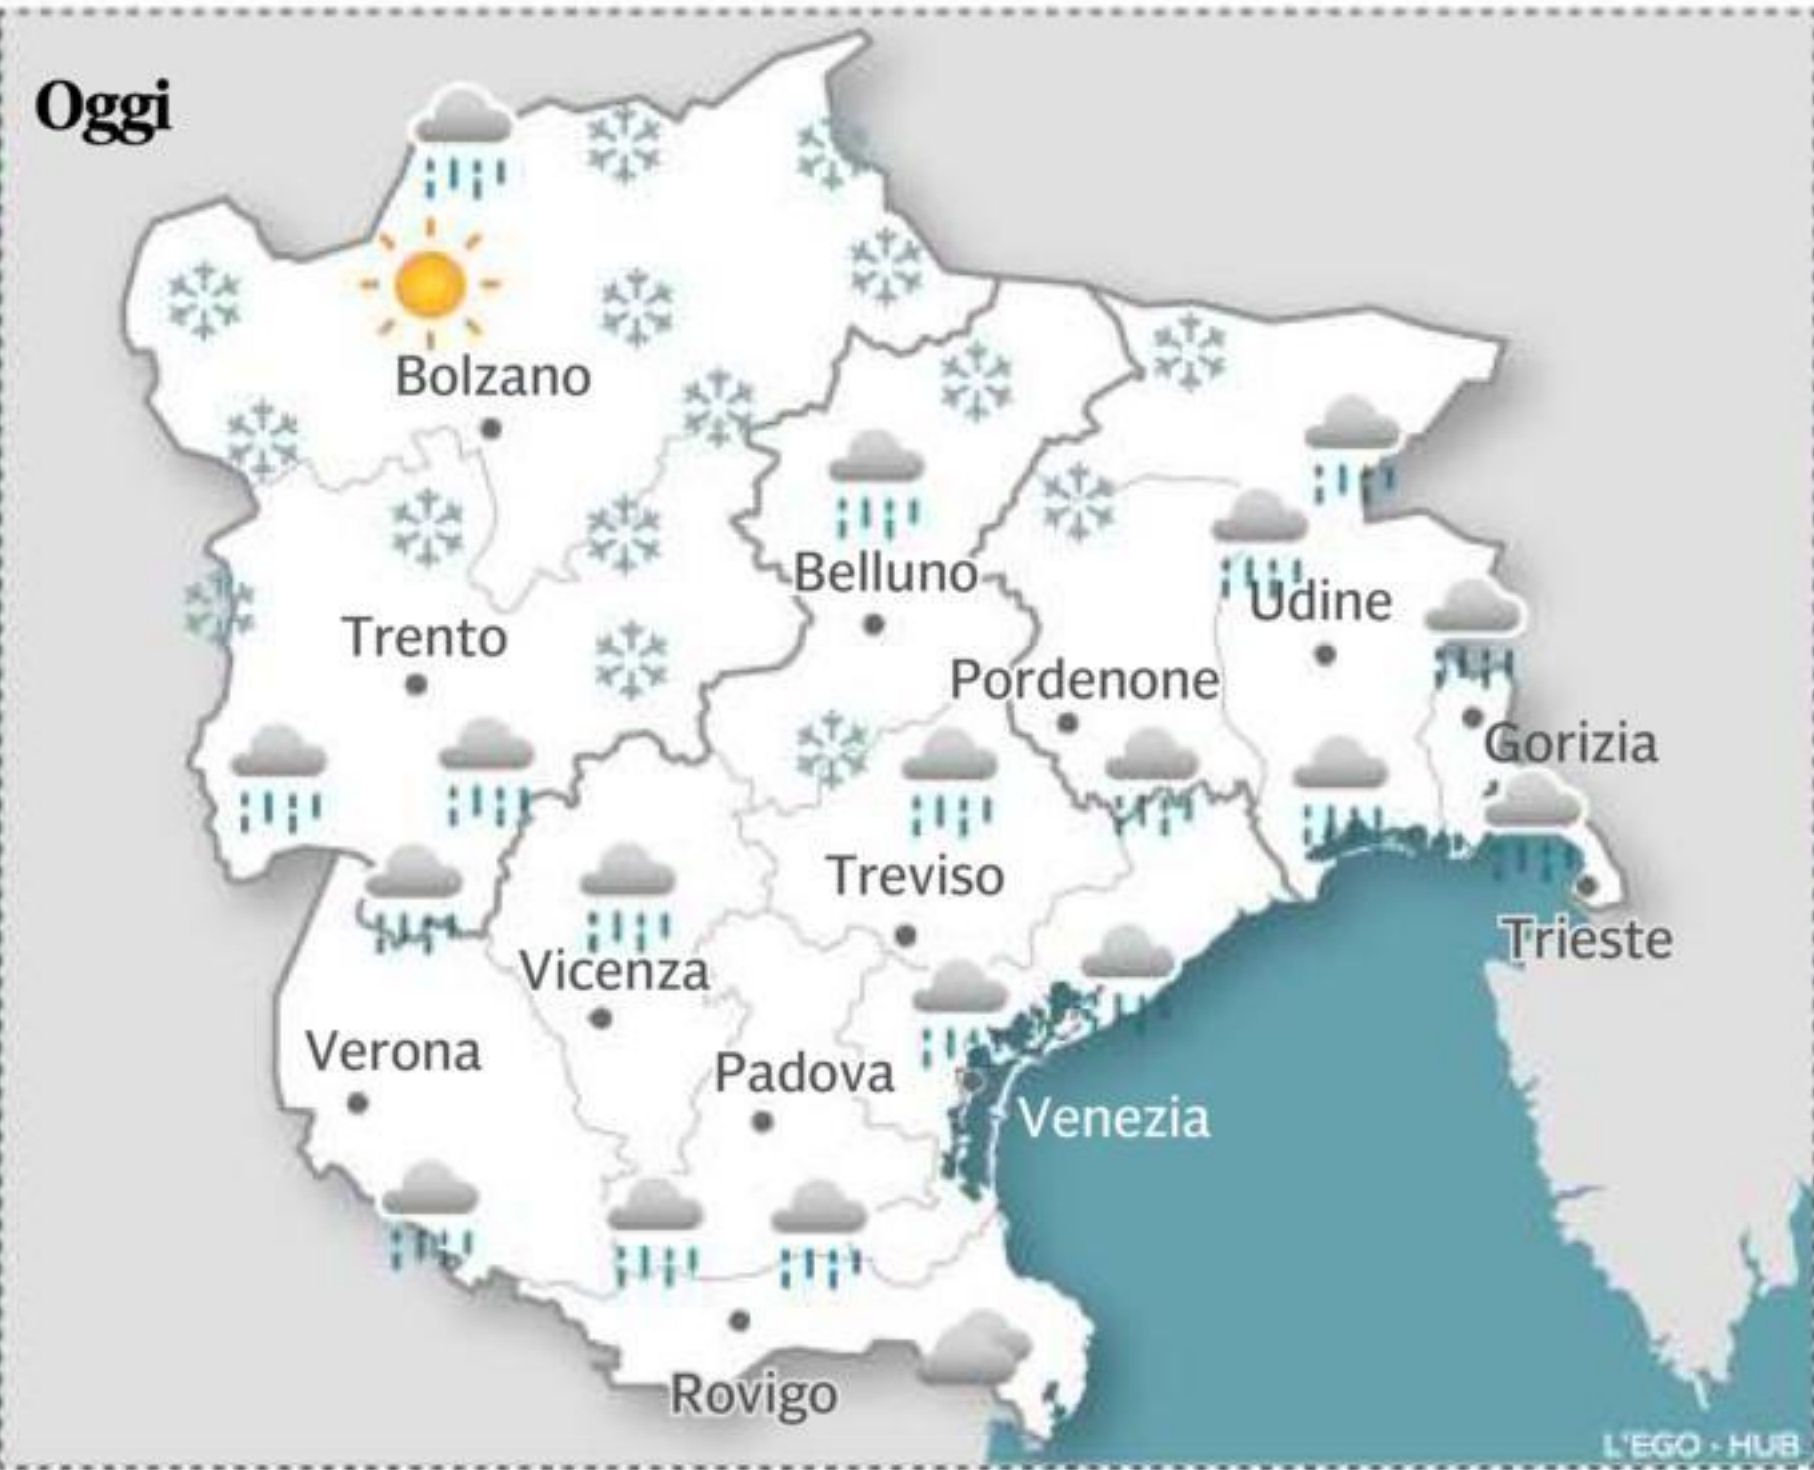 Oggi
Bolzano
Belluno
Udine
Trento
Pordenone
Gorizia
Treviso
Trieste
Vicenza
Verona
Padova
Venezia
Rovigo
L'EGO - HUB